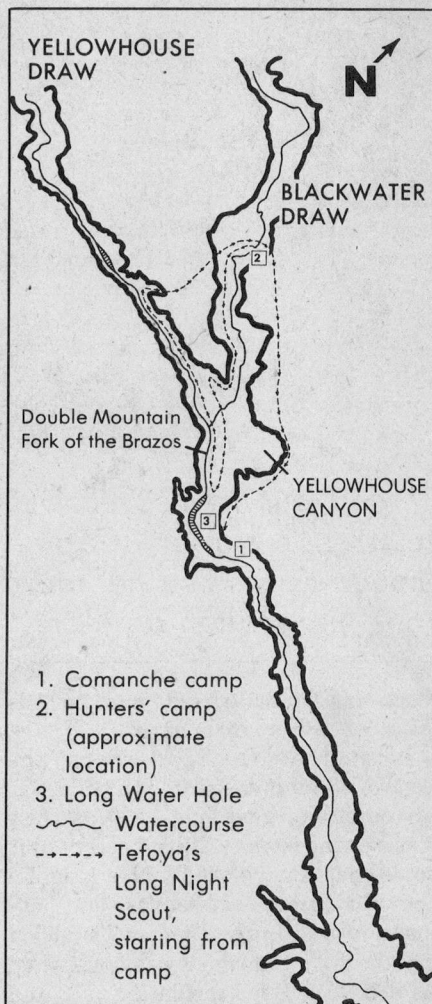 YELLOWHOUSE
DRAW
N
BLACKWATER
DRAW
2
Double Mountain
Fork of the Brazos
YELLOWHOUSE
CANYON
3
1
1. Comanche camp
2. Hunters' camp
(approximate
location)
3. Long Water Hole
Watercourse
Tefoya's
Long Night
Scout,
starting from
camp